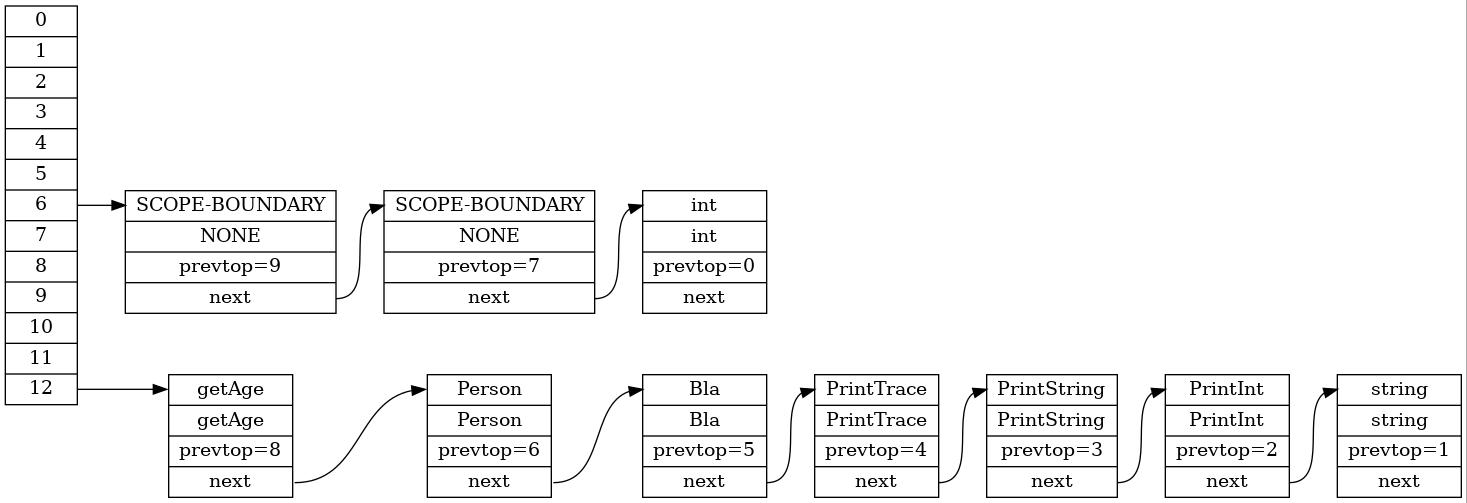 0
1
2
3
4
5
6
7
8
9
10
11
12
SCOPE-BOUNDARY
NONE
prevtop=9
next
SCOPE-BOUNDARY
NONE
prevtop=7
next
int
int
prevtop=0
next
getAge
getAge
prevtop=8
next
Person
Person
prevtop=6
next
Bla
Bla
prevtop=5
next
PrintTrace
PrintTrace
prevtop=4
next
PrintString
PrintString
prevtop=3
next
PrintInt
PrintInt
prevtop=2
next
string
string
prevtop=1
next